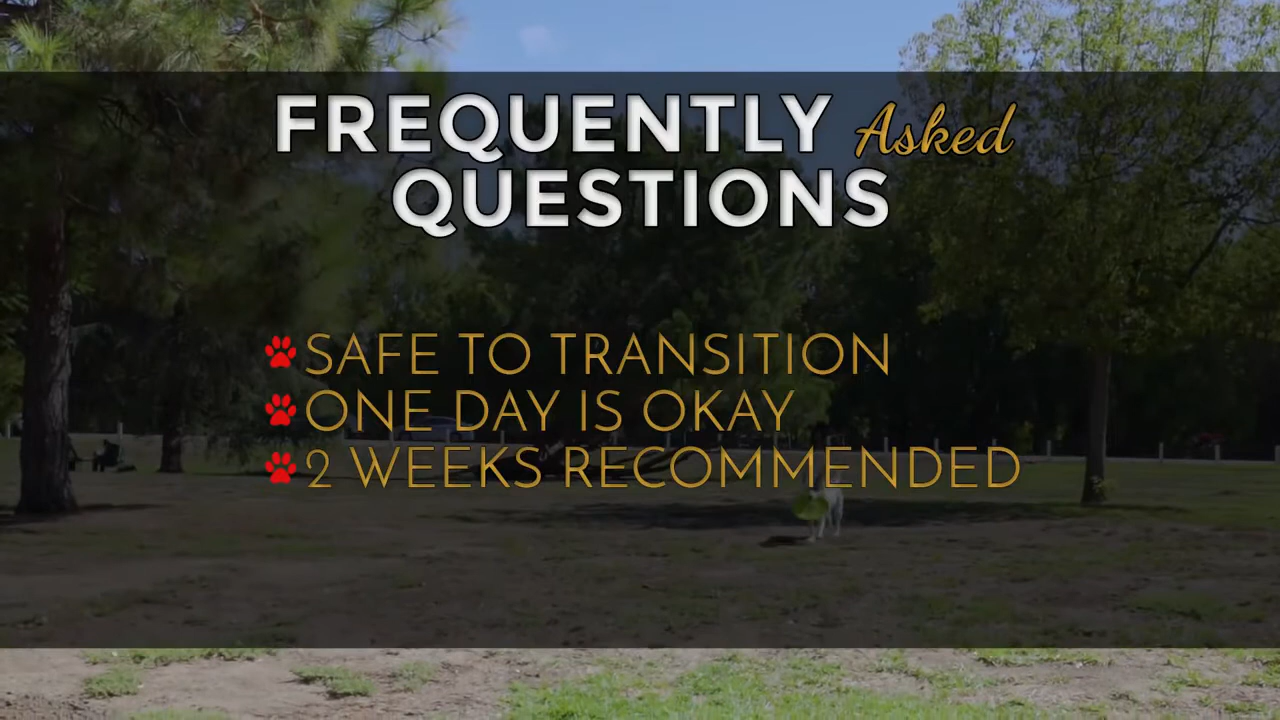 FREQUENTLY Asked
QUESTIONS
SAFE TO TRANSITION
ONE DAY IS OKAY
2 WEEKS RECOMMENDED